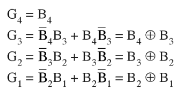 G₄ = B₄
G₃ = B̅₄B₃ + B₄B̅₃ = B₄ ⊕ B₃
G₂ = B̅₃B₂ + B₃B̅₂ = B₃ ⊕ B₂
G₁ = B̅₂B₁ + B₂B̅₁ = B₂ ⊕ B₁